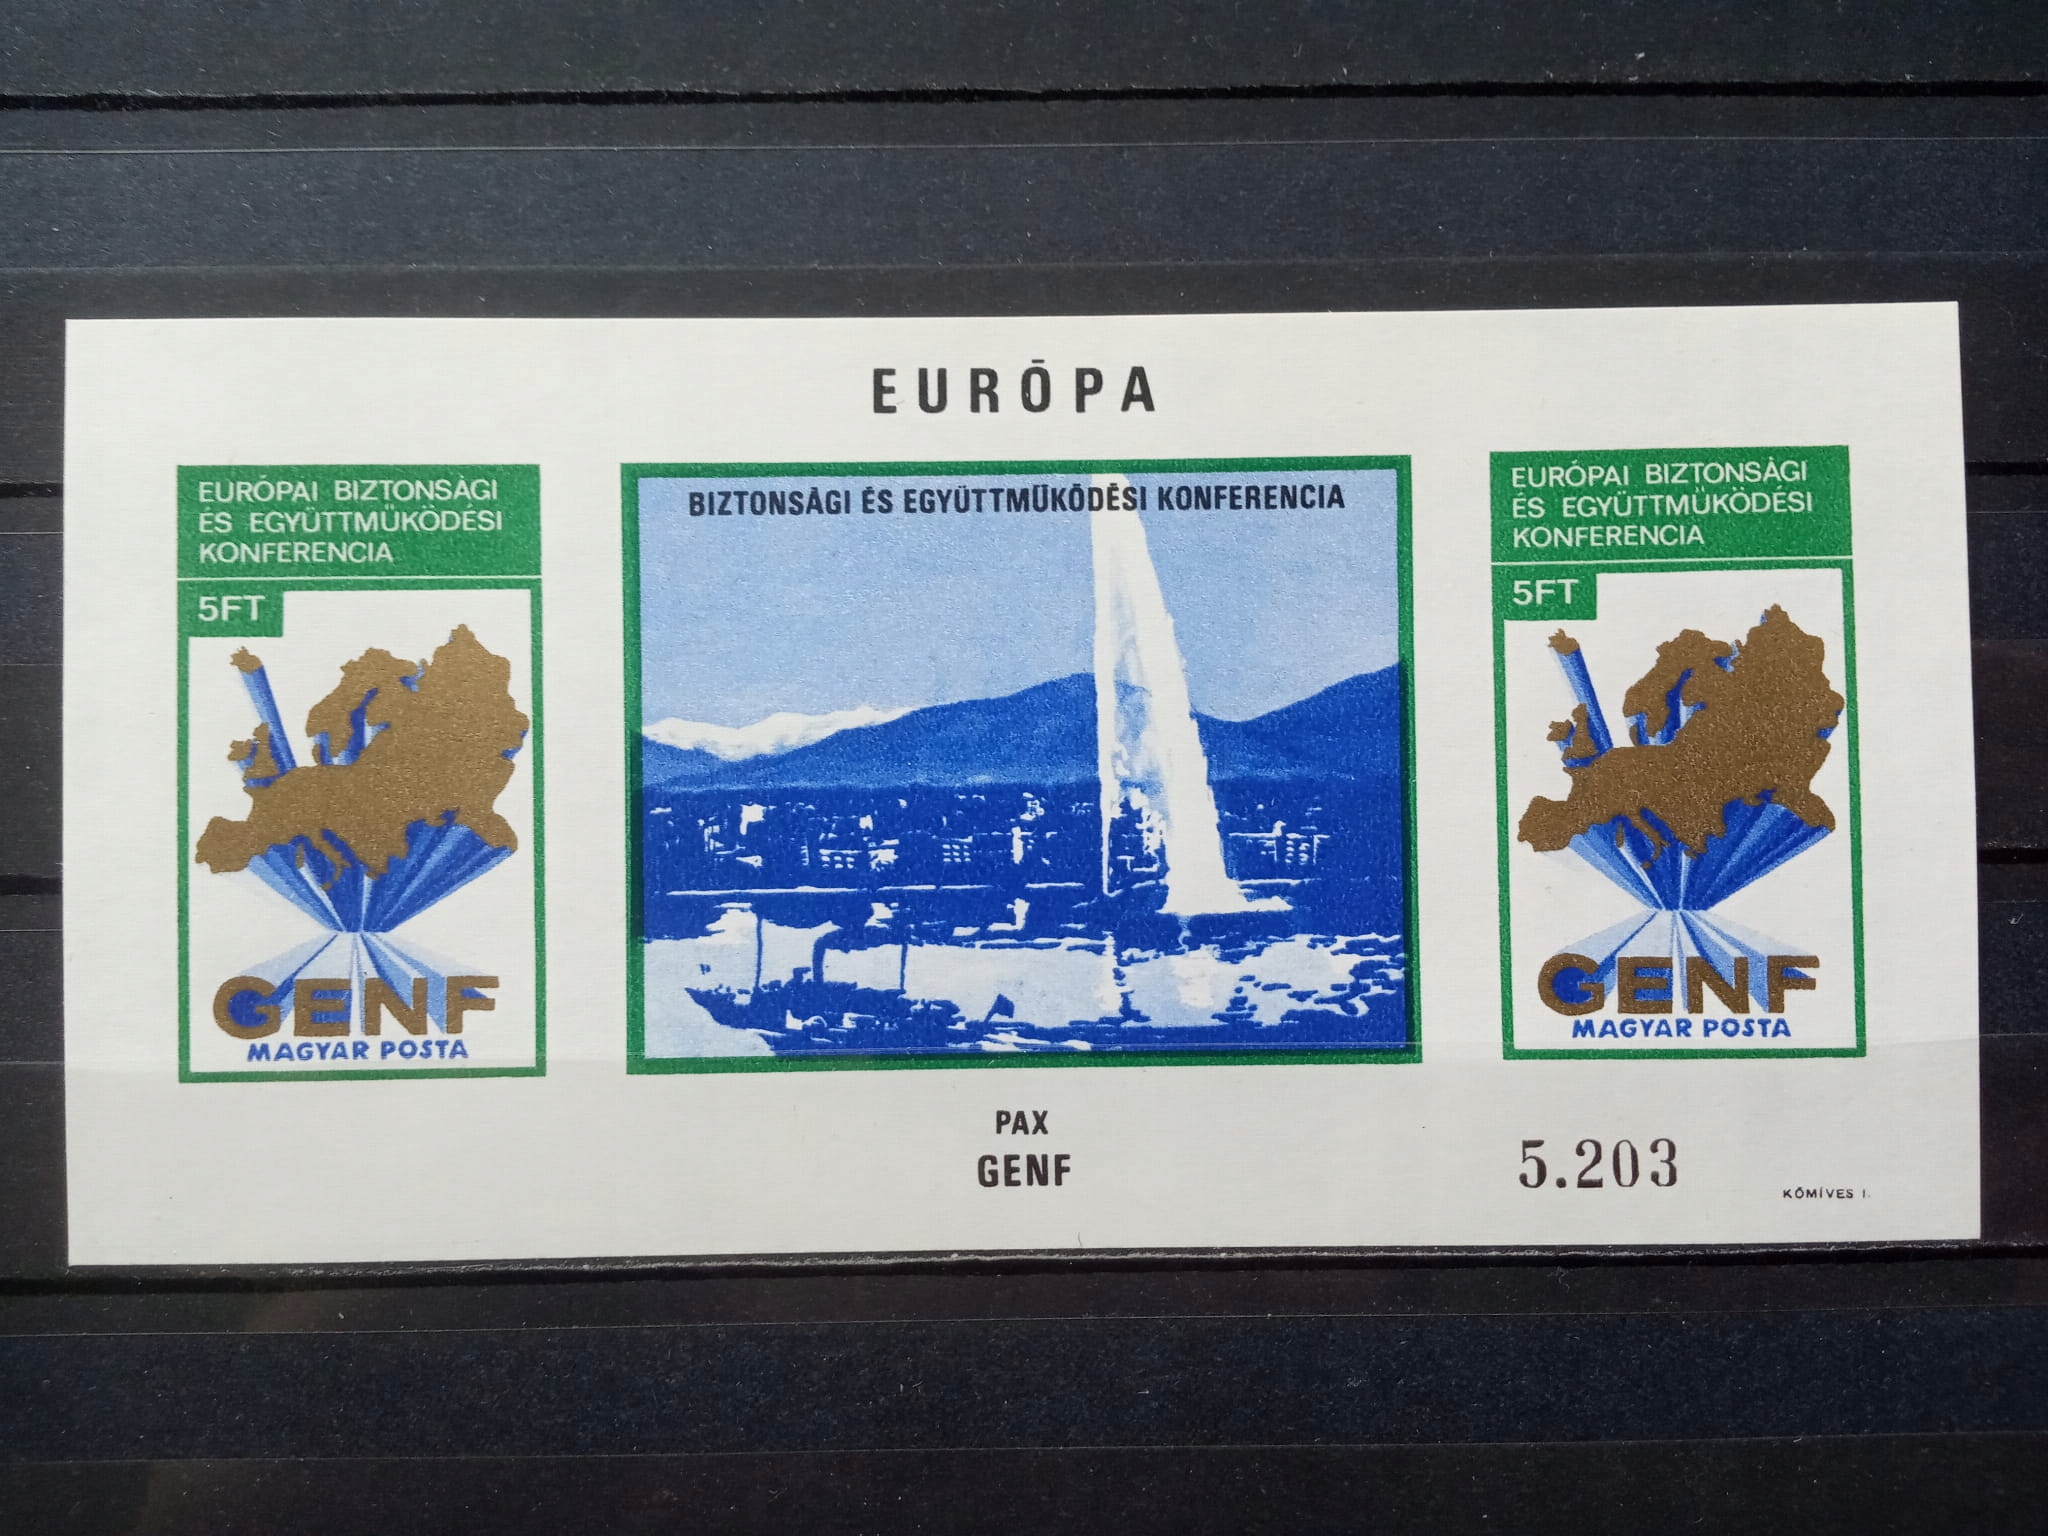 EURÓPA
EURÓPAI BIZTONSÁGI
ÉS EGYÜTTMŰKÖDÉSI
KONFERENCIA
5FT
GENF
MAGYAR POSTA
BIZTONSÁGI ÉS EGYÜTTMŰKÖDÉSI KONFERENCIA
EURÓPAI BIZTONSÁGI
ÉS EGYÜTTMŰKÖDÉSI
KONFERENCIA
5FT
GENF
MAGYAR POSTA
PAX
GENF
5.203
KŐMÍVES I.